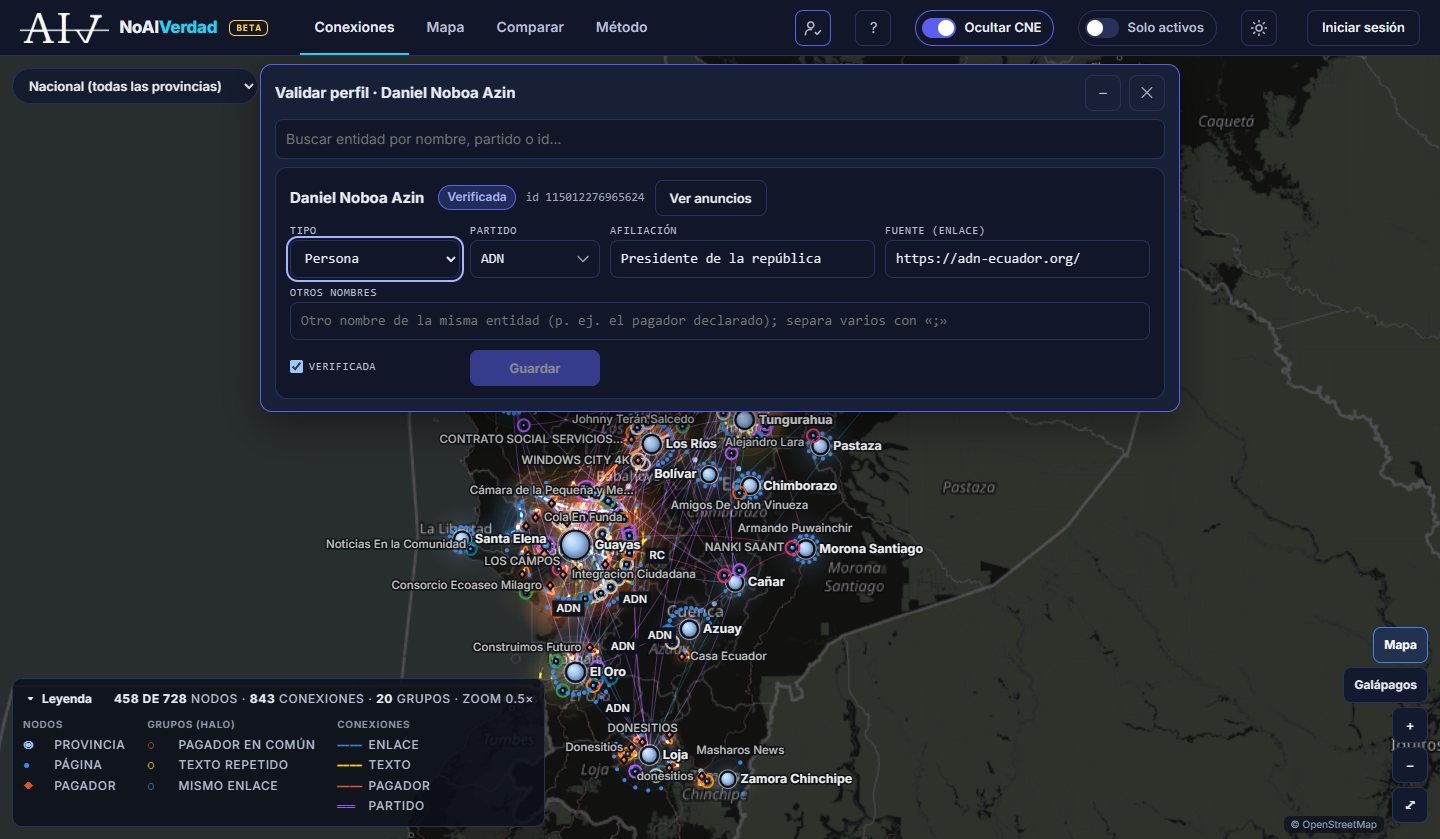 AIV NoAIVerdad BETA Conexiones Mapa Comparar Método ? Ocultar CNE Solo activos Iniciar sesión
Nacional (todas las provincias)
Validar perfil · Daniel Noboa Azin
Buscar entidad por nombre, partido o id...
Daniel Noboa Azin Verificada id 115012276965624 Ver anuncios
TIPO PARTIDO AFILIACIÓN FUENTE (ENLACE)
Persona ADN Presidente de la república https://adn-ecuador.org/
OTROS NOMBRES
Otro nombre de la misma entidad (p. ej. el pagador declarado); separa varios con «;»
VERIFICADA Guardar
Caquetá
Johnny Terán Salcedo Tungurahua
CONTRATO SOCIAL SERVICIOS... Los Ríos Alejandro Lara Pastaza
WINDOWS CITY 4K Bolívar
Cámara de la Pequeña y Me... Chimborazo Pastaza
Amigos De John Vinueza
Cola En Funda
La Libertad Armando Puwainchir
Noticias En la Comunidad Santa Elena Guayas NANKI SAANT Morona Santiago
LOS CAMPOS RC
Integracion Ciudadana Morona
Consorcio Ecoaseo Milagro Cañar Santiago
ADN ADN
Cuenca
ADN Azuay
Construimos Futuro ADN Casa Ecuador
El Oro
ADN
DONESITIOS
Donesitios Loja Masharos News
Loja donesitios Zamora Chinchipe
Chinchipe
Tumbes
Leyenda 458 DE 728 NODOS · 843 CONEXIONES · 20 GRUPOS · ZOOM 0.5×
NODOS GRUPOS (HALO) CONEXIONES
PROVINCIA PAGADOR EN COMÚN ENLACE
PÁGINA TEXTO REPETIDO TEXTO
PAGADOR MISMO ENLACE PAGADOR
PARTIDO
Mapa
Galápagos
+
−
© OpenStreetMap